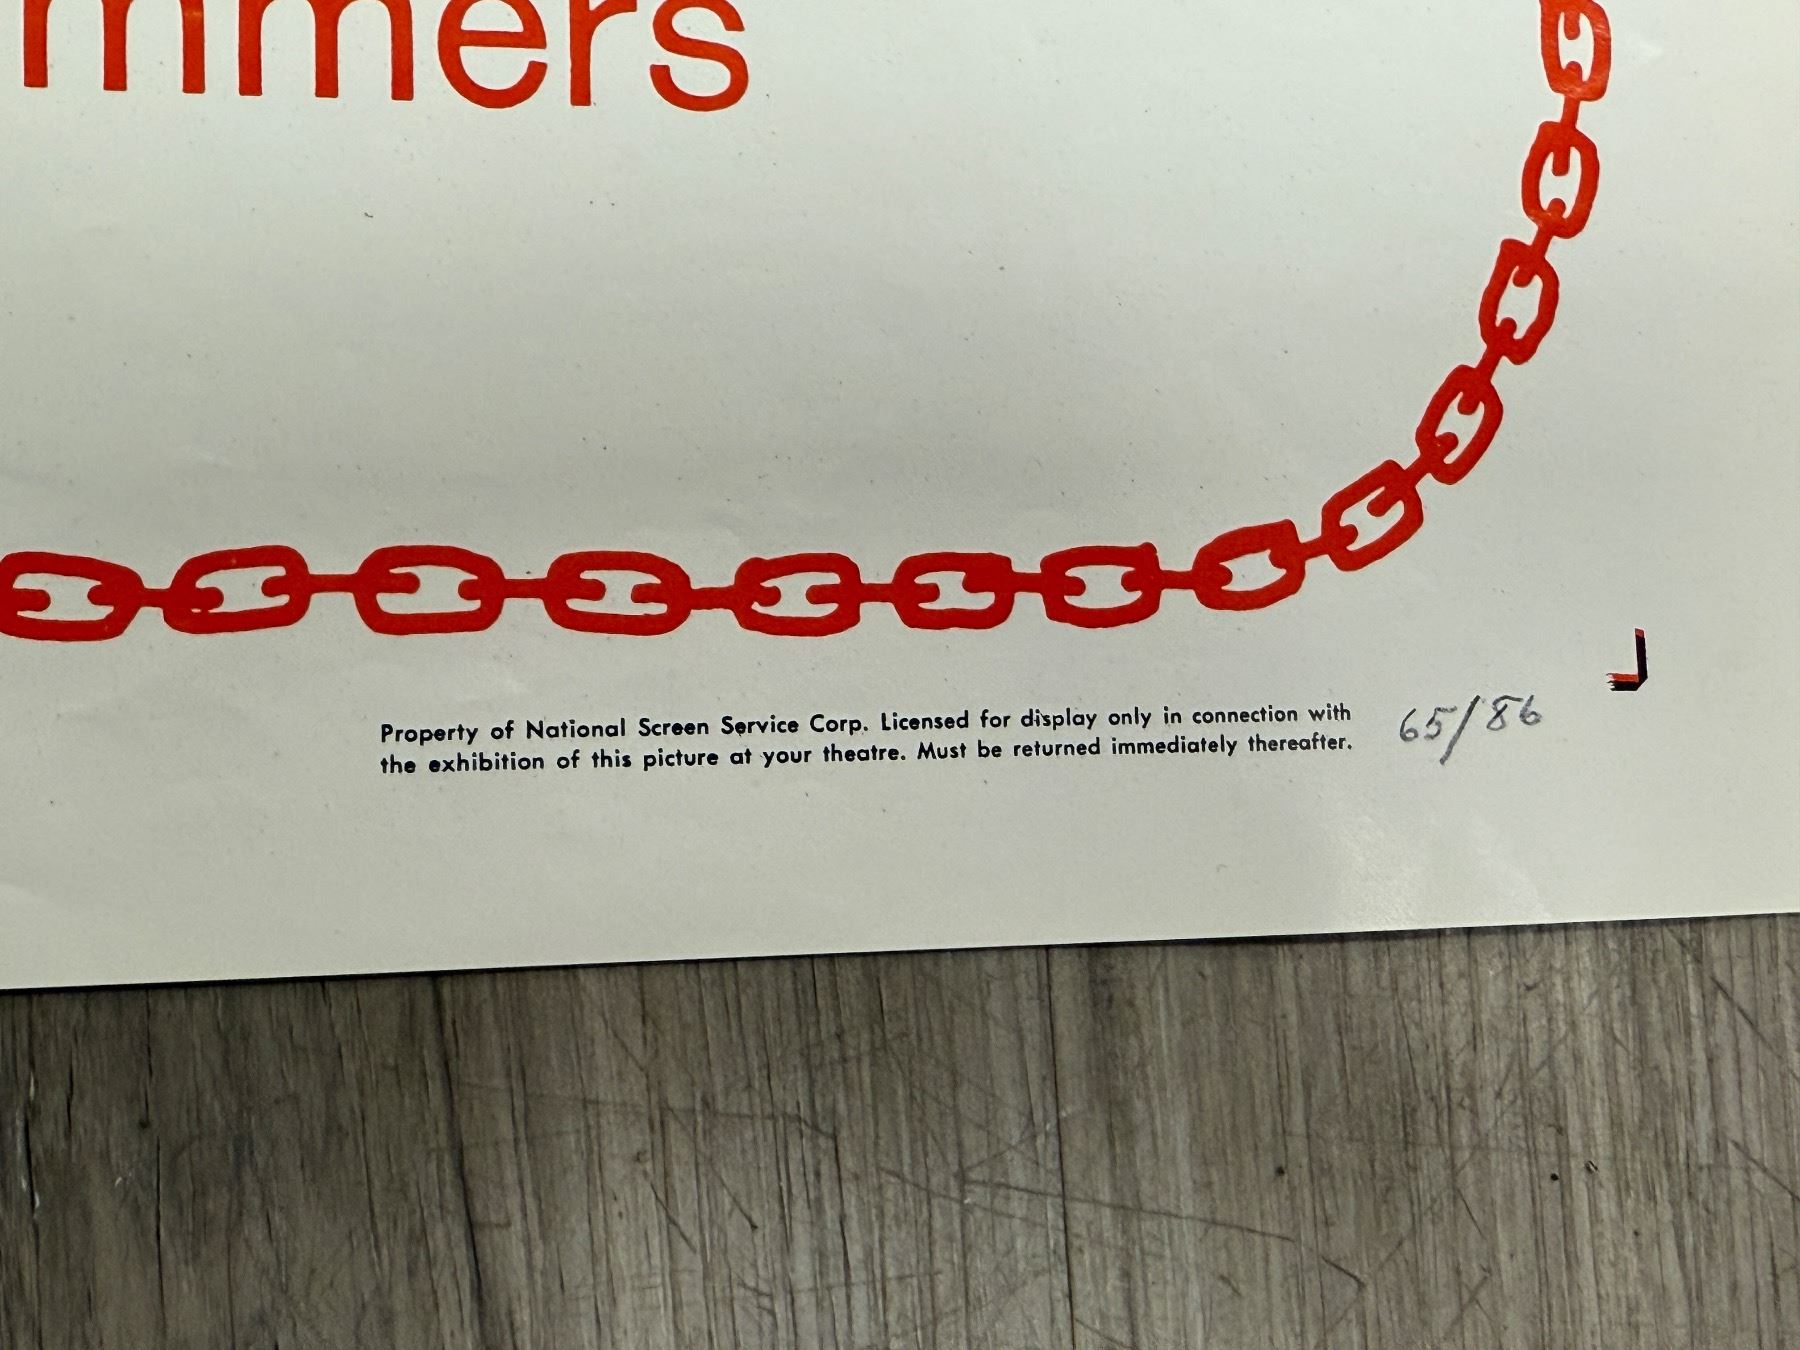 mmers
Property of National Screen Service Corp. Licensed for display only in connection with
the exhibition of this picture at your theatre. Must be returned immediately thereafter.
65/86